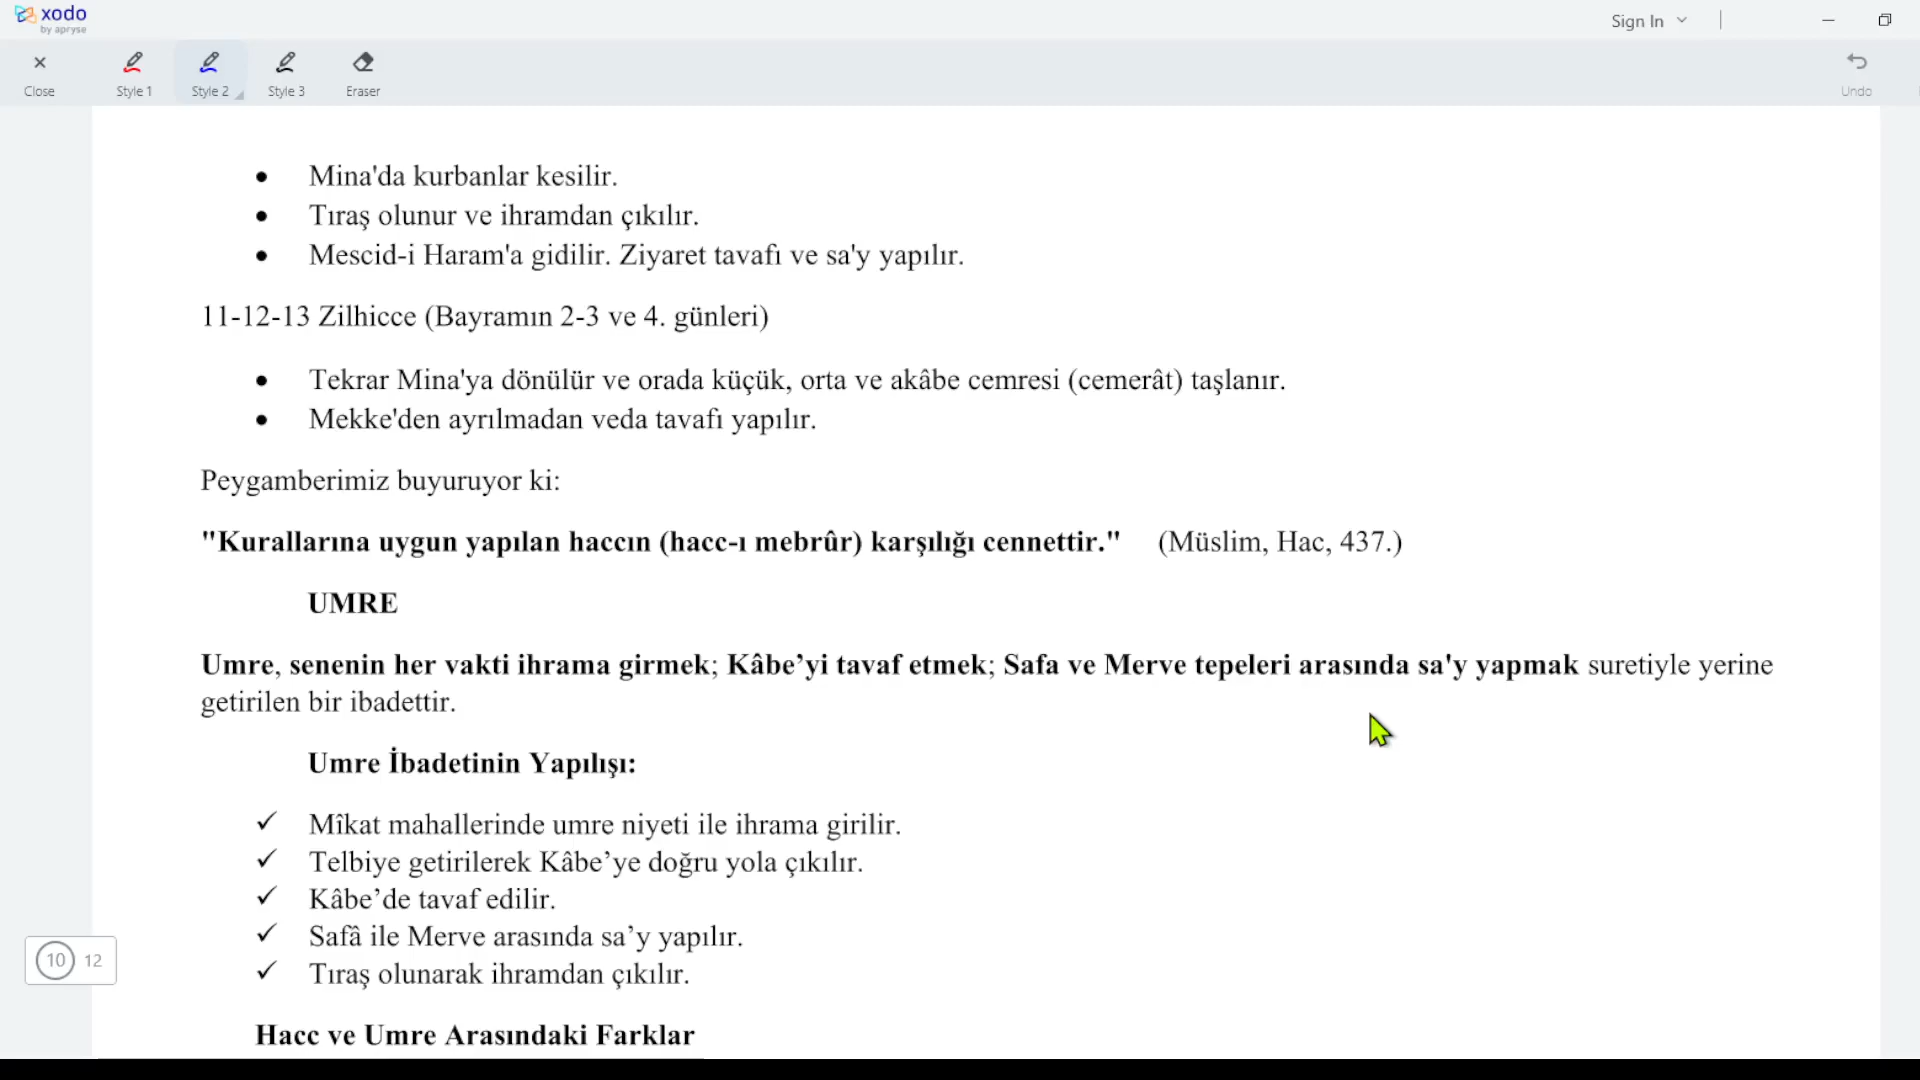 xodo
by apryse
Sign In
Close
Style 1
Style 2
Style 3
Eraser
Undo
• Mina'da kurbanlar kesilir.
• Tıraş olunur ve ihramdan çıkılır.
• Mescid-i Haram'a gidilir. Ziyaret tavafı ve sa'y yapılır.
11-12-13 Zilhicce (Bayramın 2-3 ve 4. günleri)
• Tekrar Mina'ya dönülür ve orada küçük, orta ve akâbe cemresi (cemerât) taşlanır.
• Mekke'den ayrılmadan veda tavafı yapılır.
Peygamberimiz buyuruyor ki:
"Kurallarına uygun yapılan haccın (hacc-ı mebrûr) karşılığı cennettir." (Müslim, Hac, 437.)
UMRE
Umre, senenin her vakti ihrama girmek; Kâbe’yi tavaf etmek; Safa ve Merve tepeleri arasında sa'y yapmak suretiyle yerine
getirilen bir ibadettir.
Umre İbadetinin Yapılışı:
✓ Mîkat mahallerinde umre niyeti ile ihrama girilir.
✓ Telbiye getirilerek Kâbe’ye doğru yola çıkılır.
✓ Kâbe’de tavaf edilir.
✓ Safâ ile Merve arasında sa’y yapılır.
✓ Tıraş olunarak ihramdan çıkılır.
10 12
Hacc ve Umre Arasındaki Farklar